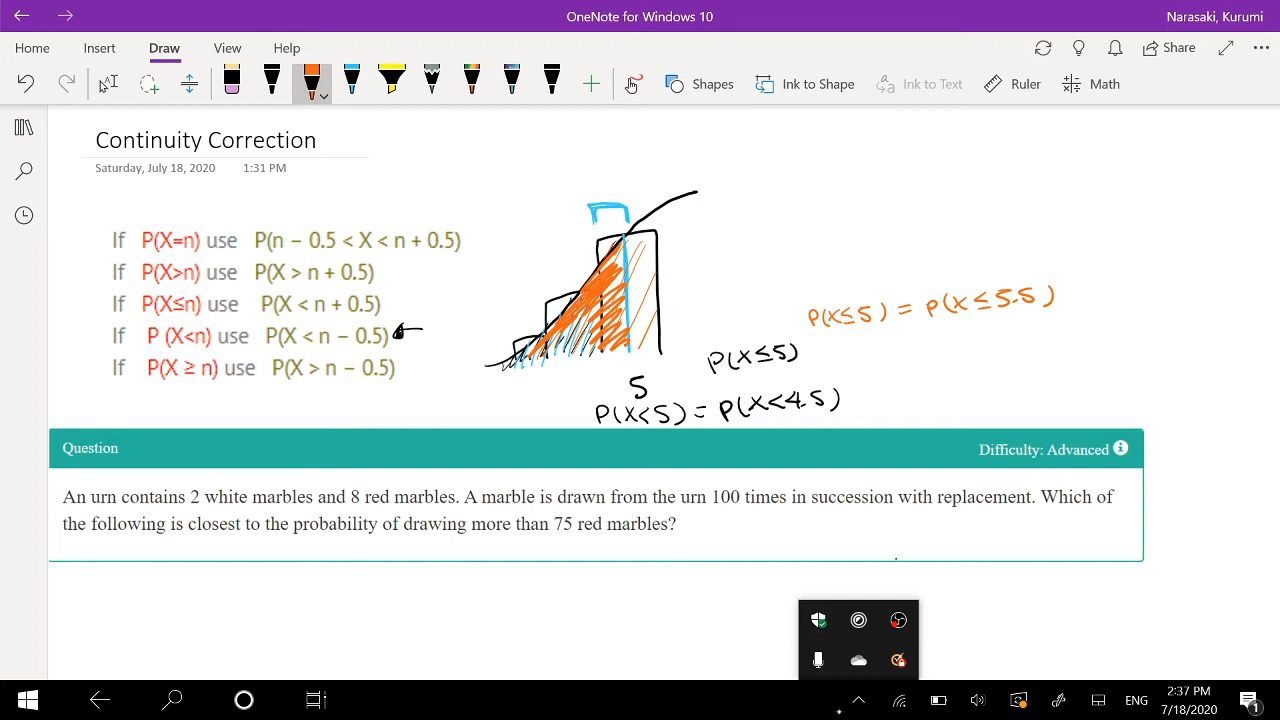 OneNote for Windows 10
Narasaki, Kurumi
Home Insert Draw View Help
Share
Shapes Ink to Shape Ink to Text Ruler Math
Continuity Correction
Saturday, July 18, 2020 1:31 PM
If P(X=n) use P(n – 0.5 < X < n + 0.5)
If P(X>n) use P(X > n + 0.5)
If P(X≤n) use P(X < n + 0.5)
If P (X<n) use P(X < n – 0.5)
If P(X ≥ n) use P(X > n – 0.5)
P(X≤5) = P(X ≤ 5.5)
P(X≤5)
5
P(X<5) = P(X<4.5)
Question
Difficulty: Advanced
An urn contains 2 white marbles and 8 red marbles. A marble is drawn from the urn 100 times in succession with replacement. Which of
the following is closest to the probability of drawing more than 75 red marbles?
ENG
2:37 PM
7/18/2020
1